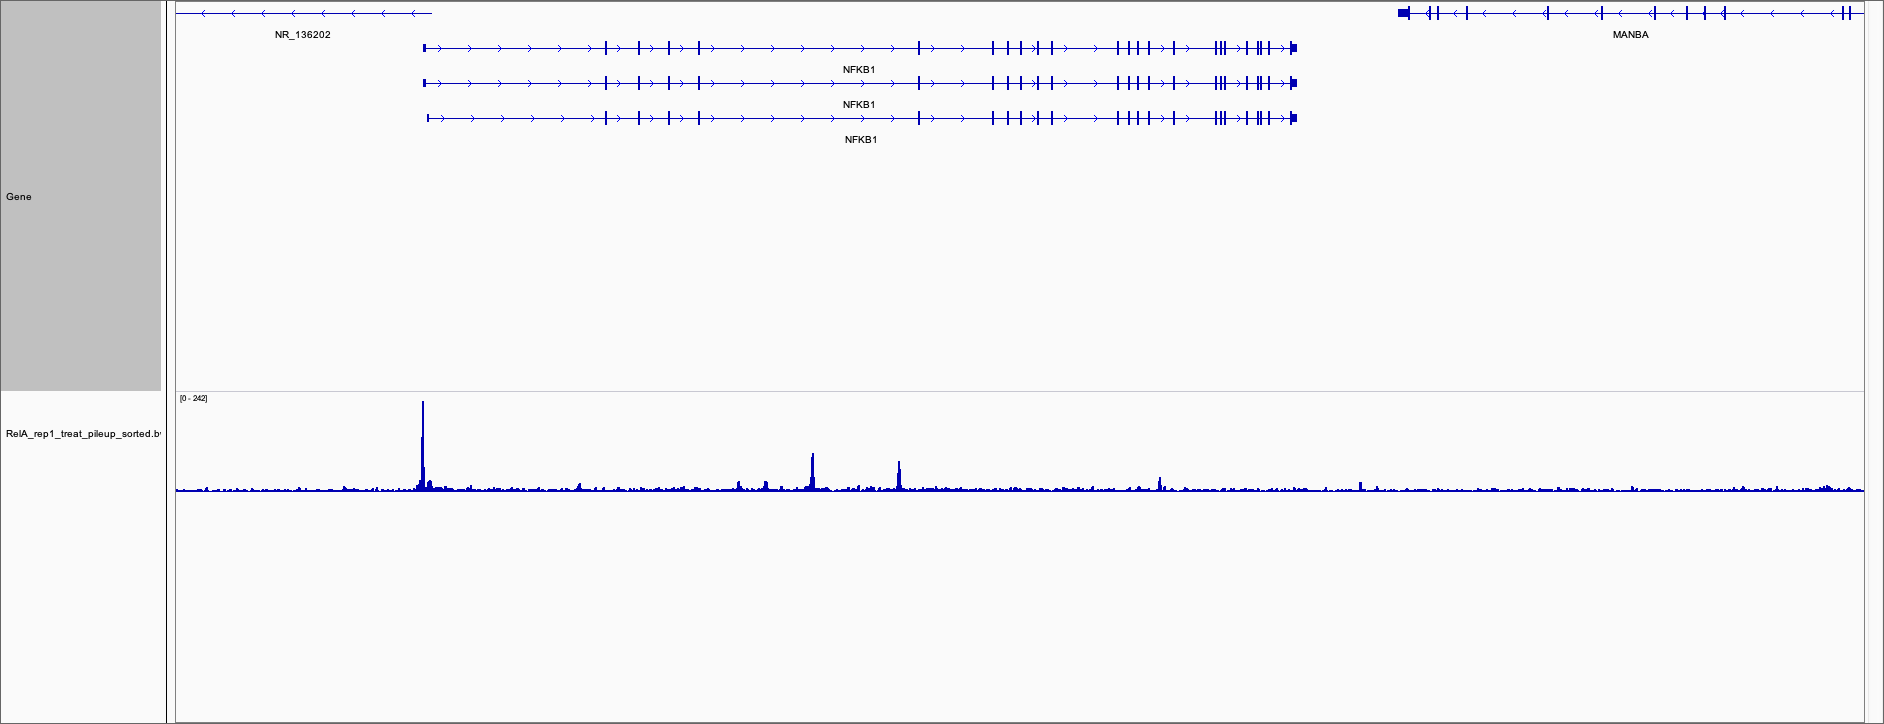 NR_136202
MANBA
NFKB1
NFKB1
NFKB1
Gene
[0 - 242]
RelA_rep1_treat_pileup_sorted.b